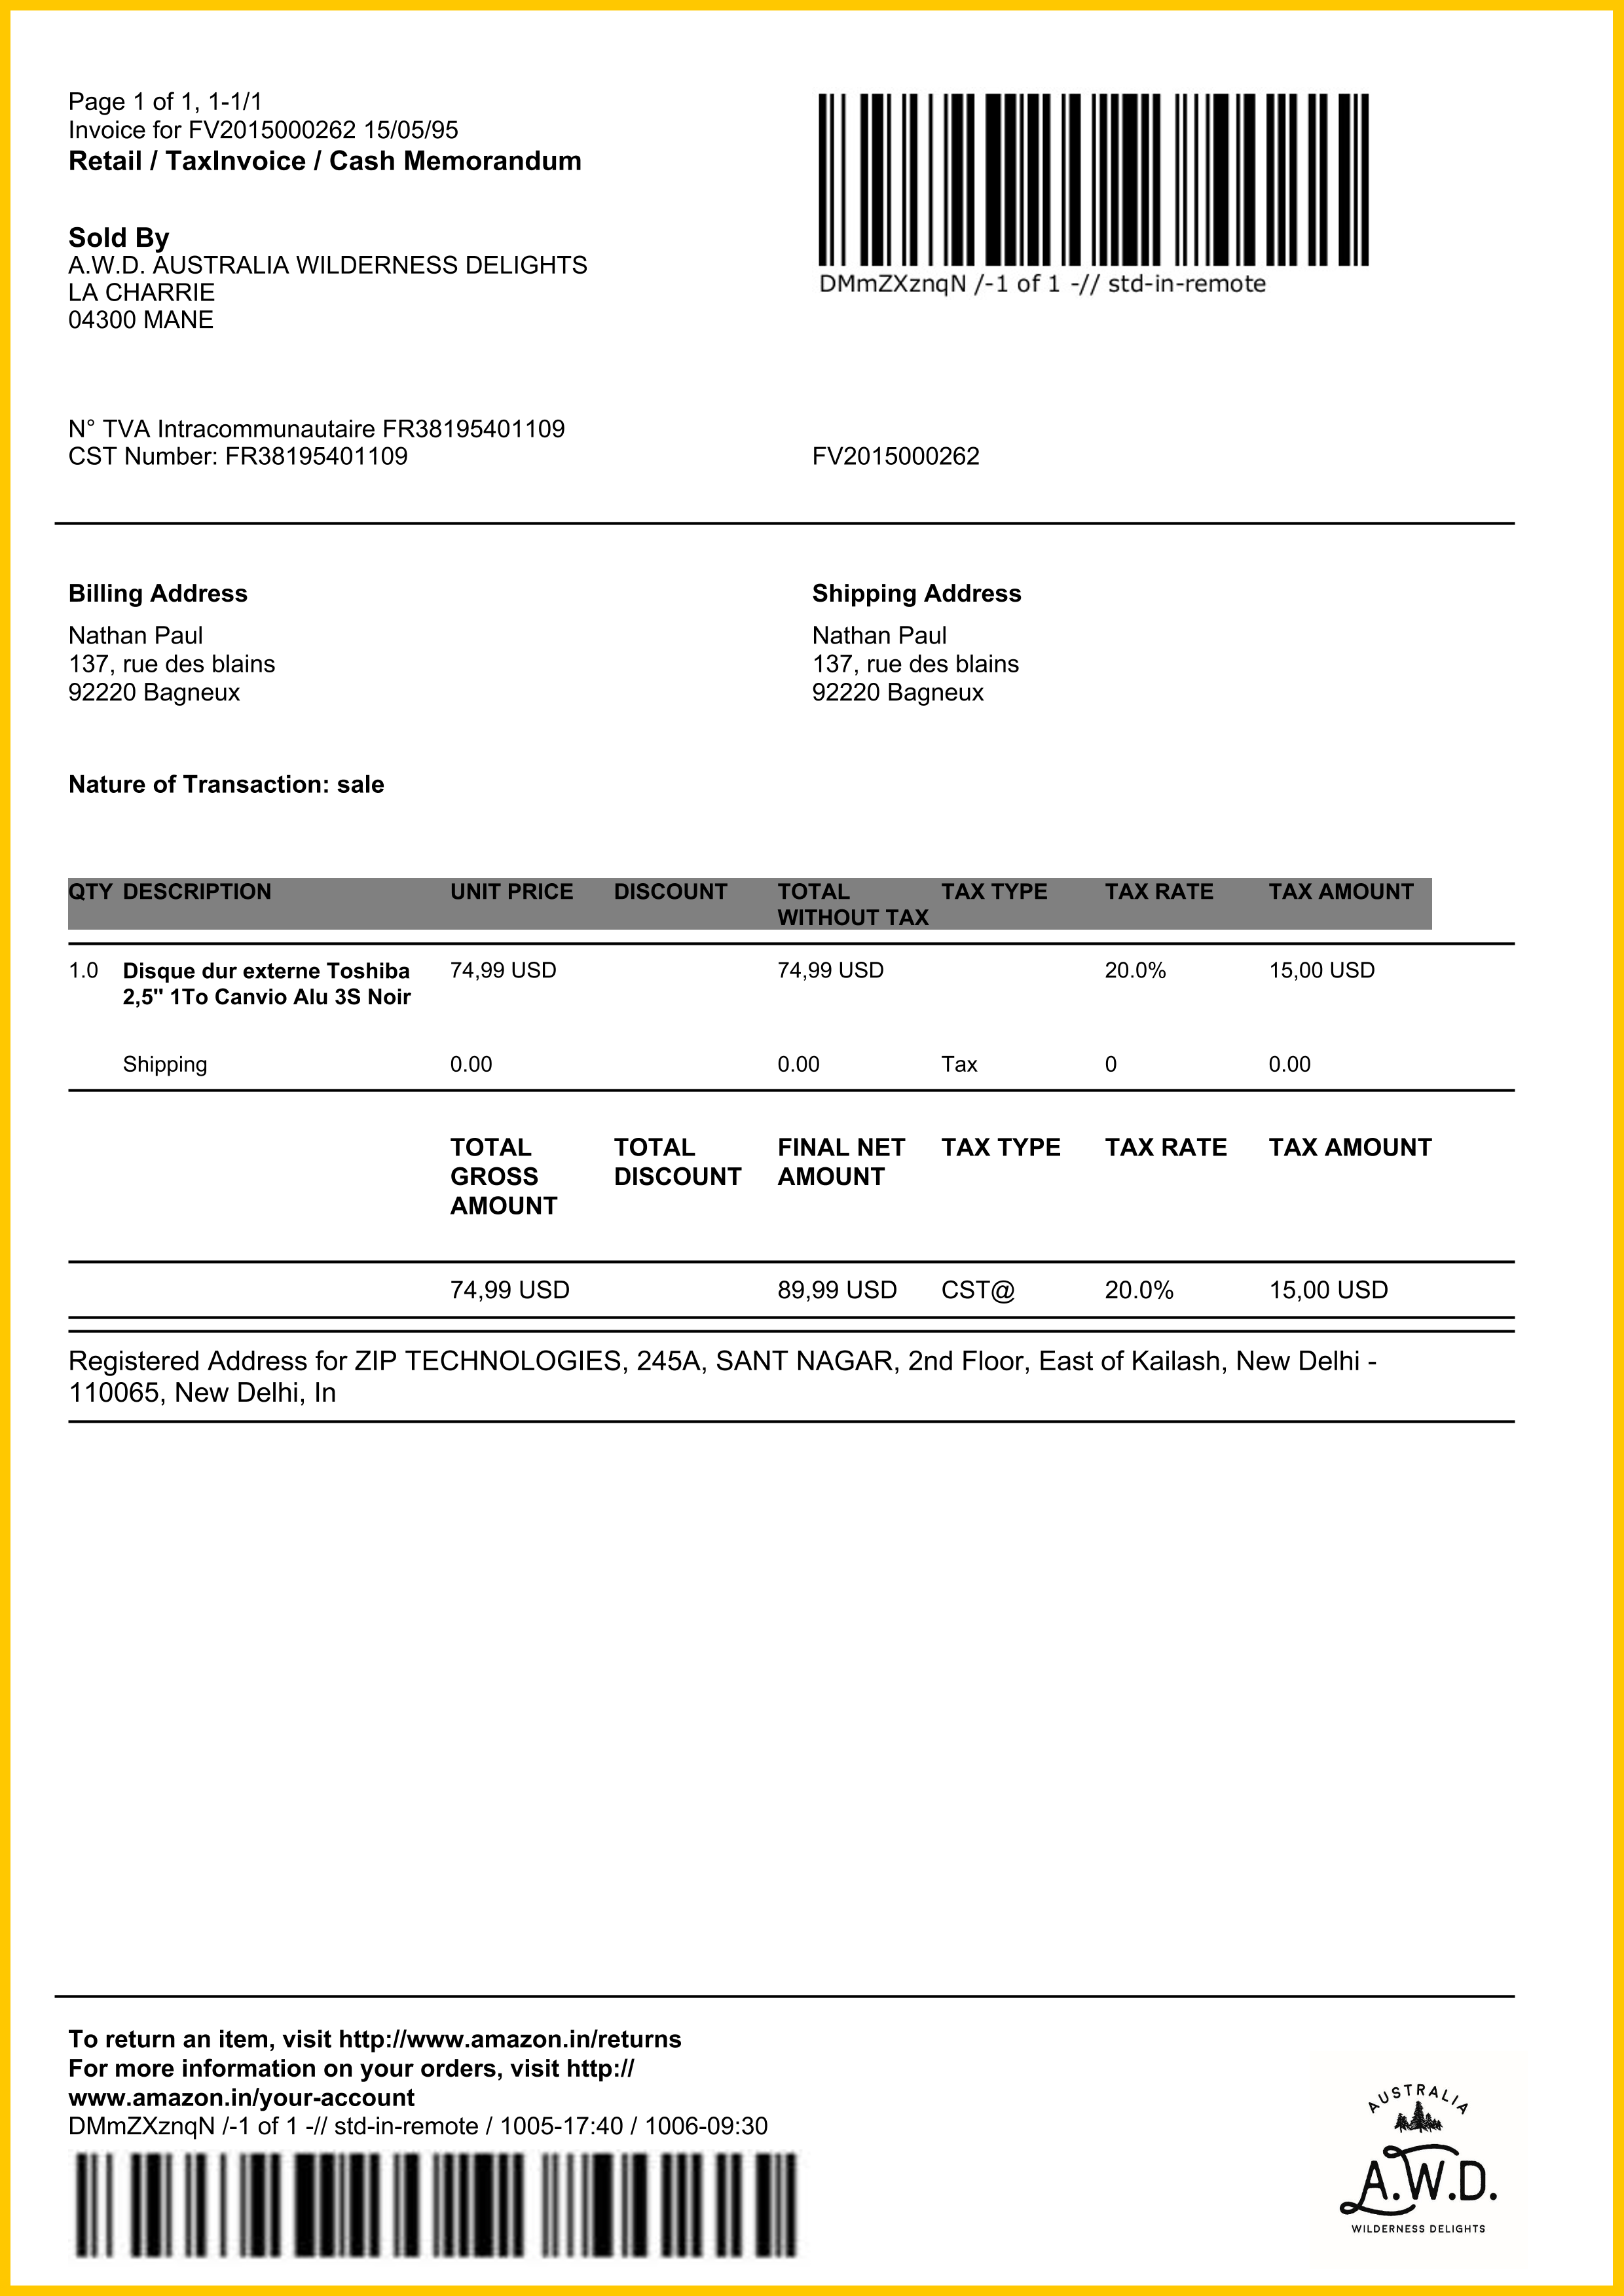 Page 1 of 1, 1-1/1
Invoice for FV2015000262 15/05/95
Retail / TaxInvoice / Cash Memorandum
DMmZXznqN /-1 of 1 -// std-in-remote
Sold By
A.W.D. AUSTRALIA WILDERNESS DELIGHTS
LA CHARRIE
04300 MANE
N° TVA Intracommunautaire FR38195401109
CST Number: FR38195401109
FV2015000262
Billing Address
Nathan Paul
137, rue des blains
92220 Bagneux
Shipping Address
Nathan Paul
137, rue des blains
92220 Bagneux
Nature of Transaction: sale
QTY DESCRIPTION UNIT PRICE DISCOUNT TOTAL WITHOUT TAX TAX TYPE TAX RATE TAX AMOUNT
1.0 Disque dur externe Toshiba 74,99 USD 74,99 USD 20.0% 15,00 USD
2,5" 1To Canvio Alu 3S Noir
Shipping 0.00 0.00 Tax 0 0.00
TOTAL GROSS AMOUNT TOTAL DISCOUNT FINAL NET AMOUNT TAX TYPE TAX RATE TAX AMOUNT
74,99 USD 89,99 USD CST@ 20.0% 15,00 USD
Registered Address for ZIP TECHNOLOGIES, 245A, SANT NAGAR, 2nd Floor, East of Kailash, New Delhi -
110065, New Delhi, In
To return an item, visit http://www.amazon.in/returns
For more information on your orders, visit http://
www.amazon.in/your-account
DMmZXznqN /-1 of 1 -// std-in-remote / 1005-17:40 / 1006-09:30
AUSTRALIA
A.W.D.
WILDERNESS DELIGHTS